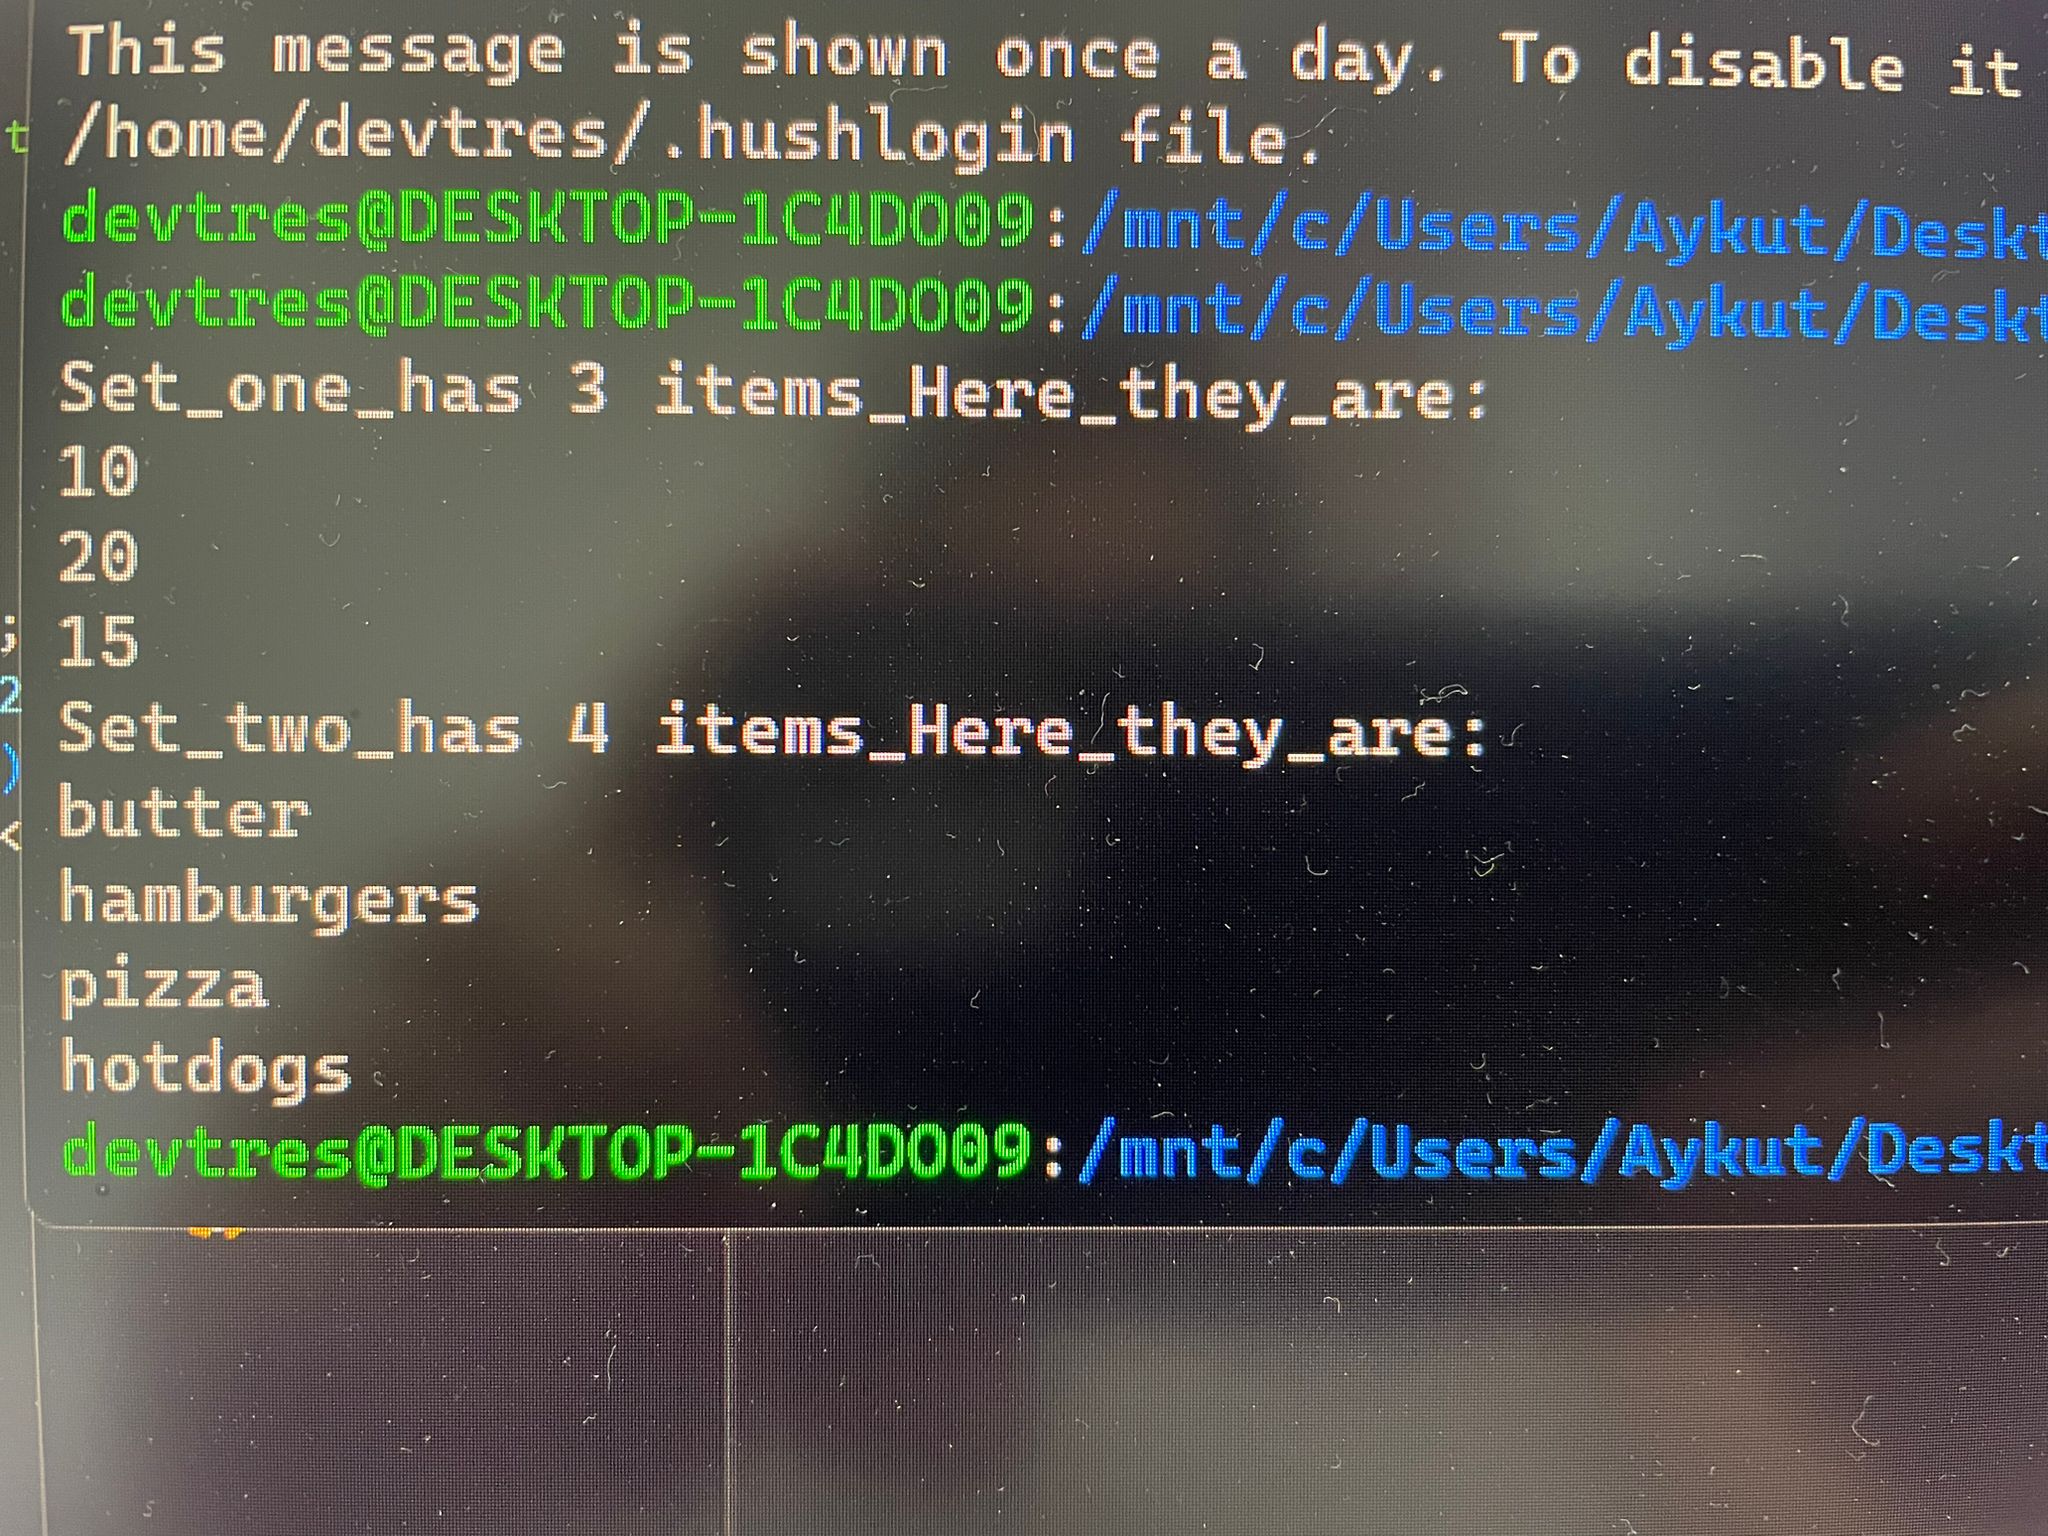 This message is shown once a day. To disable it
/home/devtres/.hushlogin file.
devtres@DESKTOP-1C4DO09:/mnt/c/Users/Aykut/Deskt
devtres@DESKTOP-1C4DO09:/mnt/c/Users/Aykut/Deskt
Set_one_has 3 items_Here_they_are:
10
20
15
Set_two_has 4 items_Here_they_are:
butter
hamburgers
pizza
hotdogs
devtres@DESKTOP-1C4DO09:/mnt/c/Users/Aykut/Deskt
t
;
2
)
<